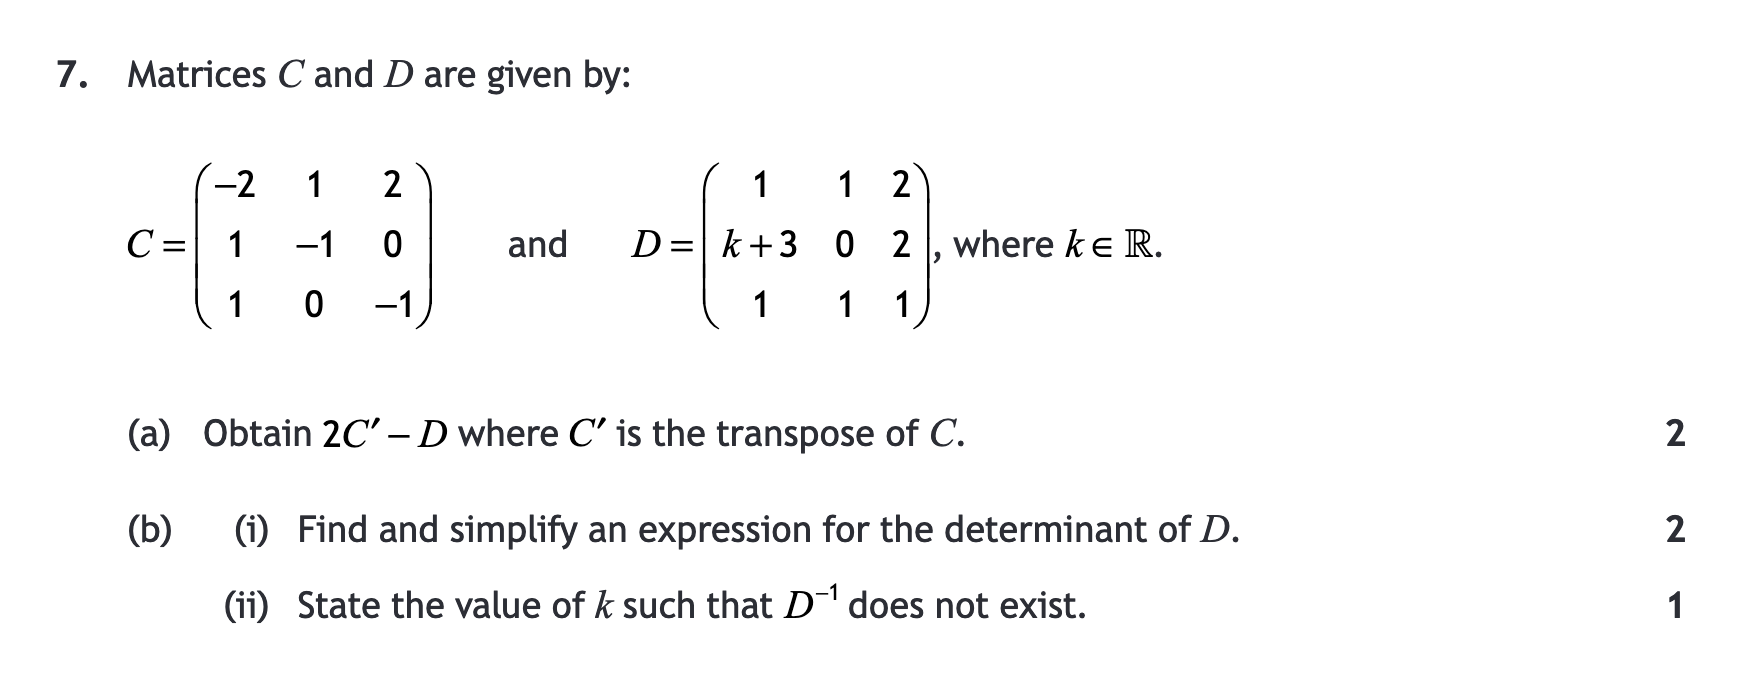 7. Matrices C and D are given by:
C = \begin{pmatrix} -2 & 1 & 2 \\ 1 & -1 & 0 \\ 1 & 0 & -1 \end{pmatrix} and D = \begin{pmatrix} 1 & 1 & 2 \\ k+3 & 0 & 2 \\ 1 & 1 & 1 \end{pmatrix}, where k ∈ ℝ.
(a) Obtain 2C′ – D where C′ is the transpose of C. 2
(b) (i) Find and simplify an expression for the determinant of D. 2
(ii) State the value of k such that D⁻¹ does not exist. 1